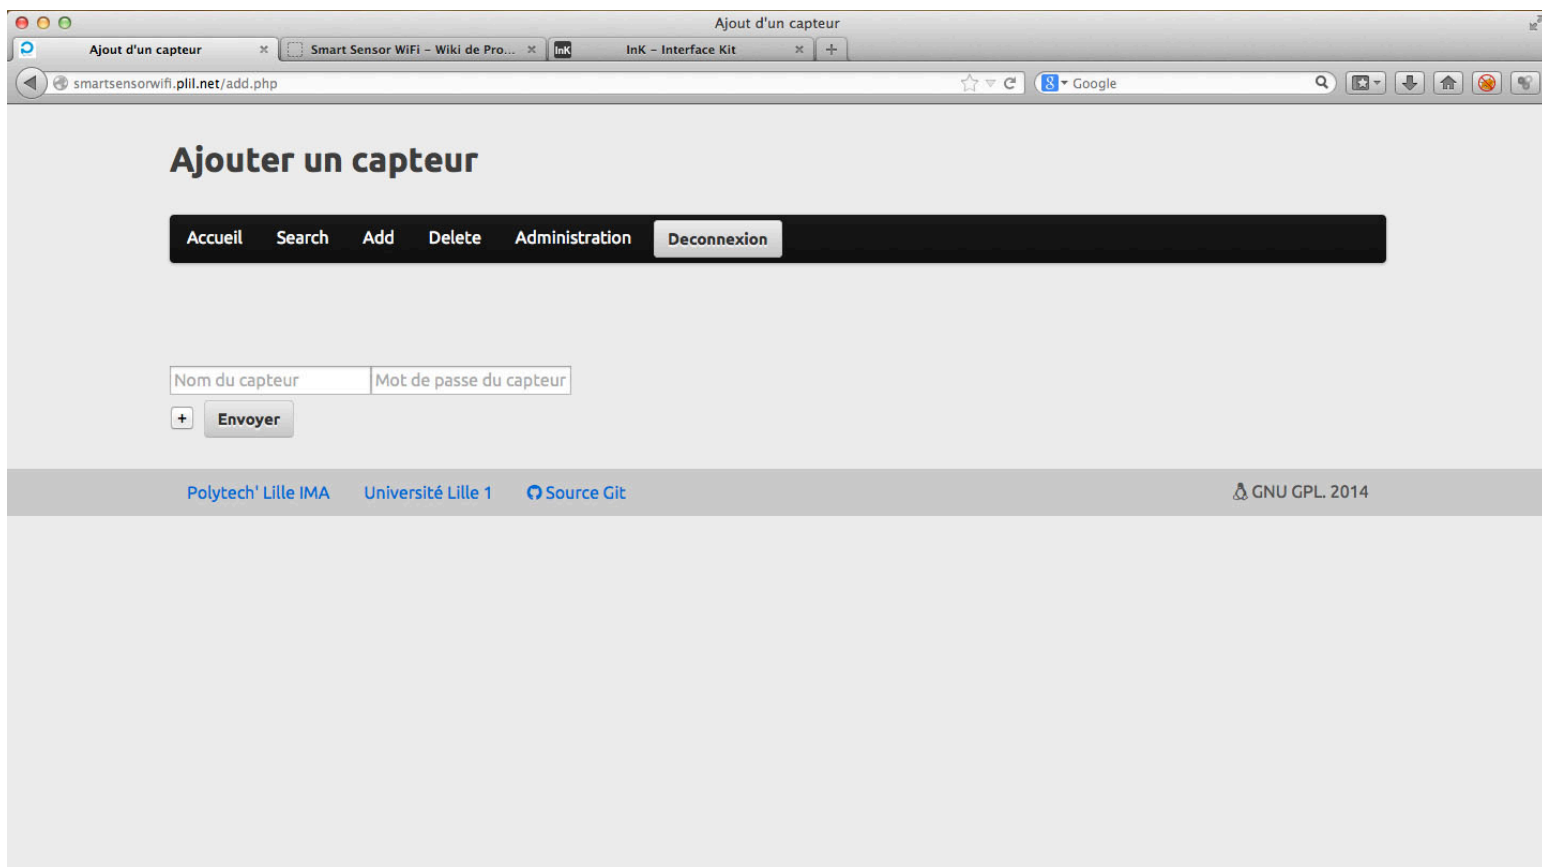 Ajout d'un capteur
Ajout d'un capteur
Smart Sensor WiFi – Wiki de Pro...
InK
InK – Interface Kit
smartsensorwifi.plil.net/add.php
8
Google
Ajouter un capteur
Accueil Search Add Delete Administration Deconnexion
Nom du capteur Mot de passe du capteur
+ Envoyer
Polytech' Lille IMA Université Lille 1 Source Git GNU GPL. 2014